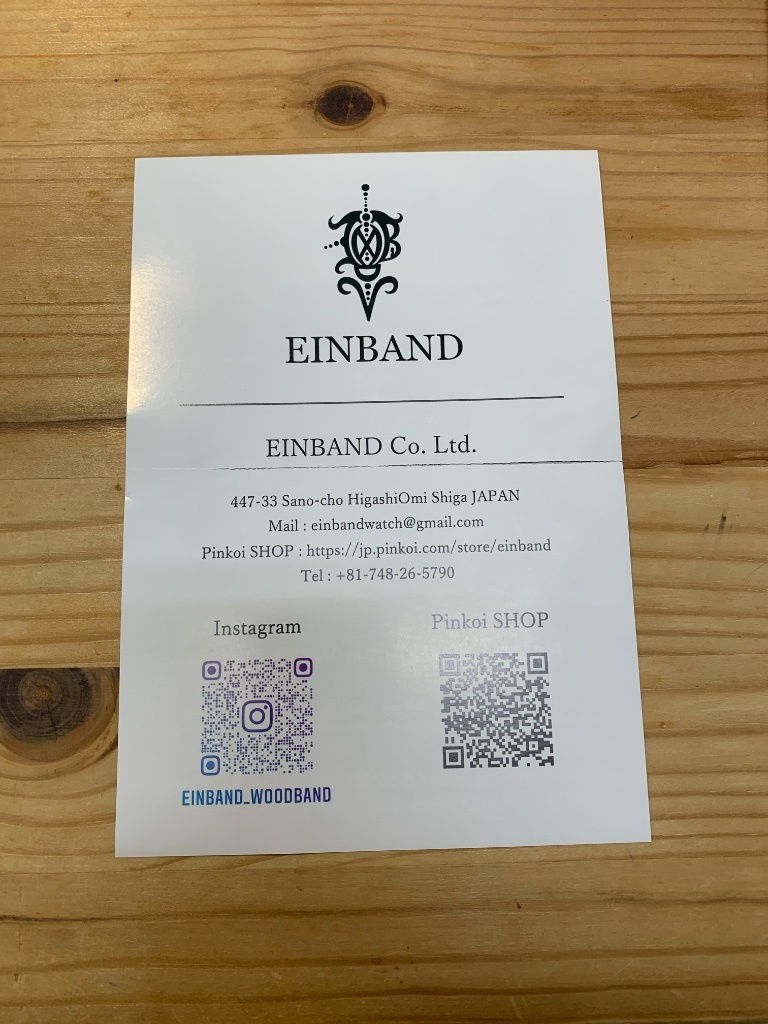 EINBAND
EINBAND Co. Ltd.
447-33 Sano-cho HigashiOmi Shiga JAPAN
Mail : einbandwatch@gmail.com
Pinkoi SHOP : https://jp.pinkoi.com/store/einband
Tel : +81-748-26-5790
Instagram
Pinkoi SHOP
EINBAND_WOODBAND